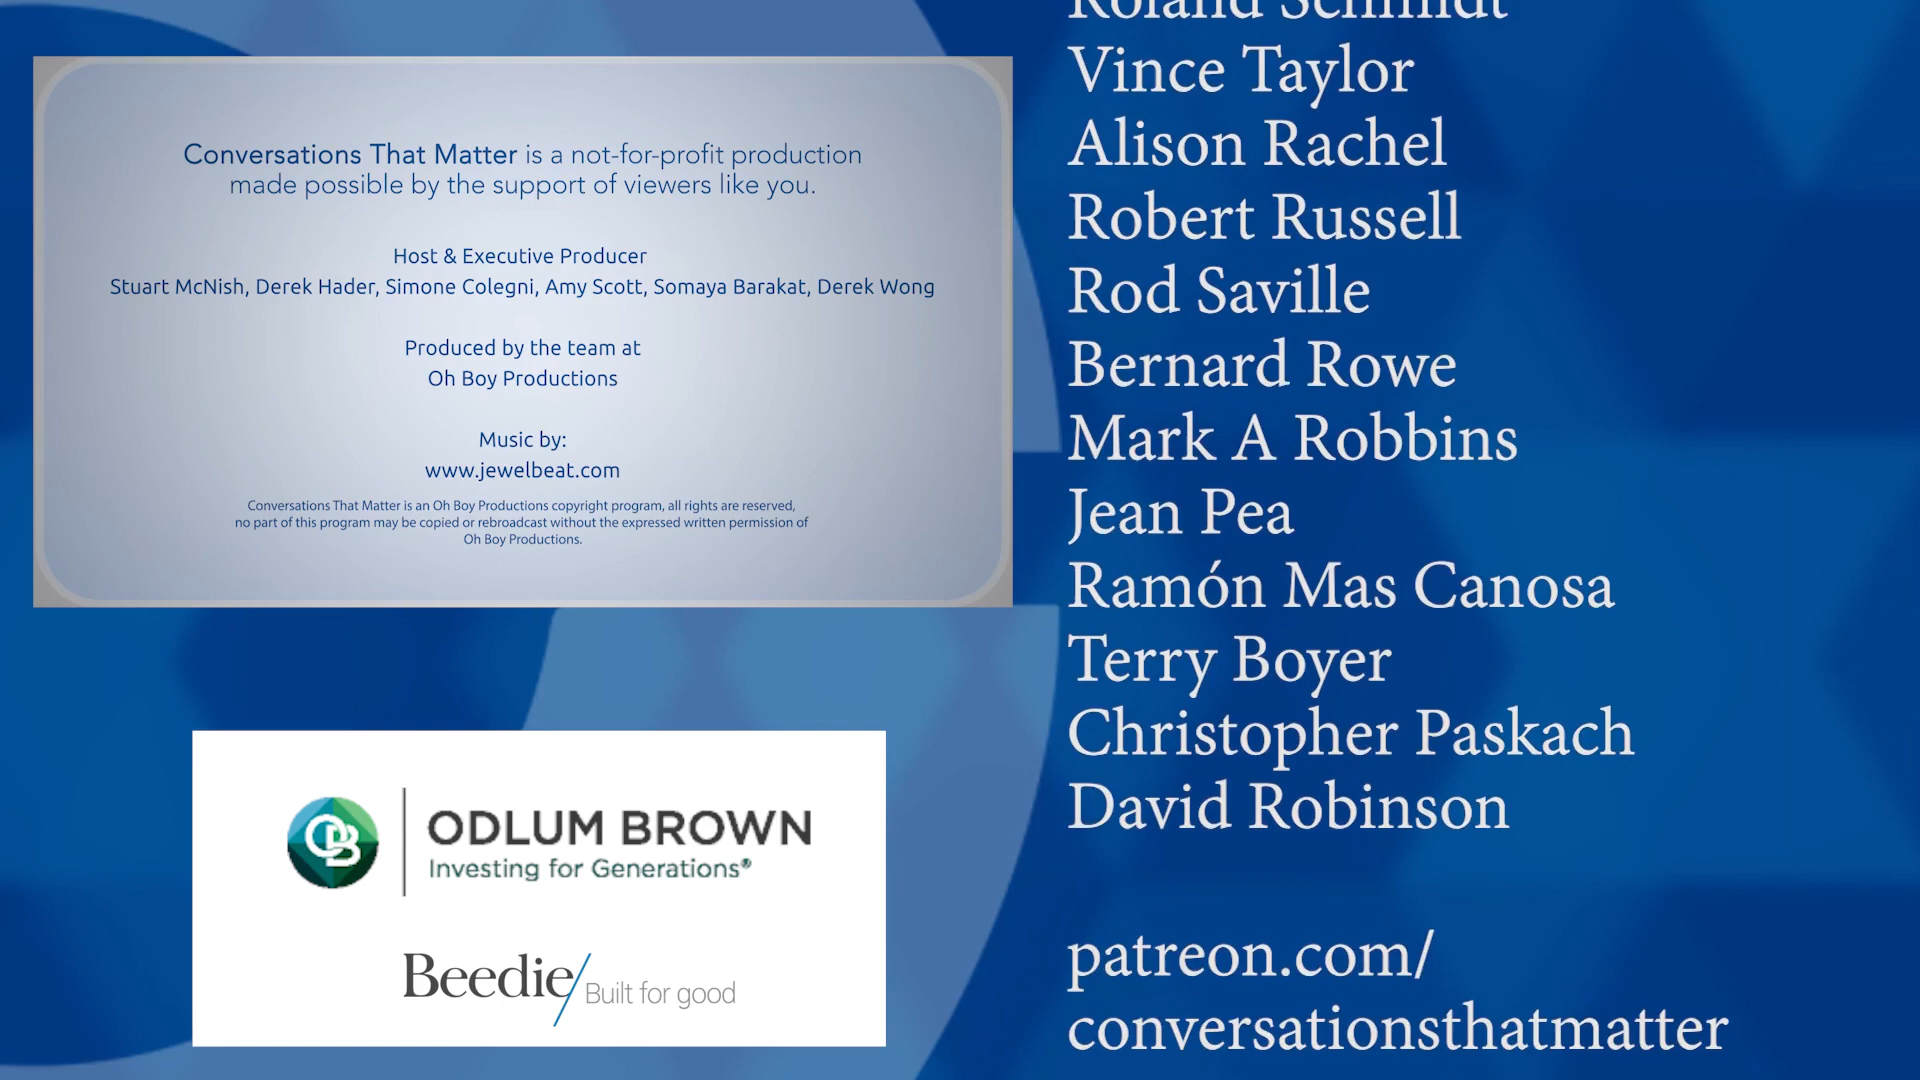 Conversations That Matter is a not-for-profit production
made possible by the support of viewers like you.
Host & Executive Producer
Stuart McNish, Derek Hader, Simone Colegni, Amy Scott, Somaya Barakat, Derek Wong
Produced by the team at
Oh Boy Productions
Music by:
www.jewelbeat.com
Conversations That Matter is an Oh Boy Productions copyright program, all rights are reserved,
no part of this program may be copied or rebroadcast without the expressed written permission of
Oh Boy Productions.
OB
ODLUM BROWN
Investing for Generations®
Beedie/ Built for good
Roland Schmidt
Vince Taylor
Alison Rachel
Robert Russell
Rod Saville
Bernard Rowe
Mark A Robbins
Jean Pea
Ramón Mas Canosa
Terry Boyer
Christopher Paskach
David Robinson
patreon.com/
conversationsthatmatter